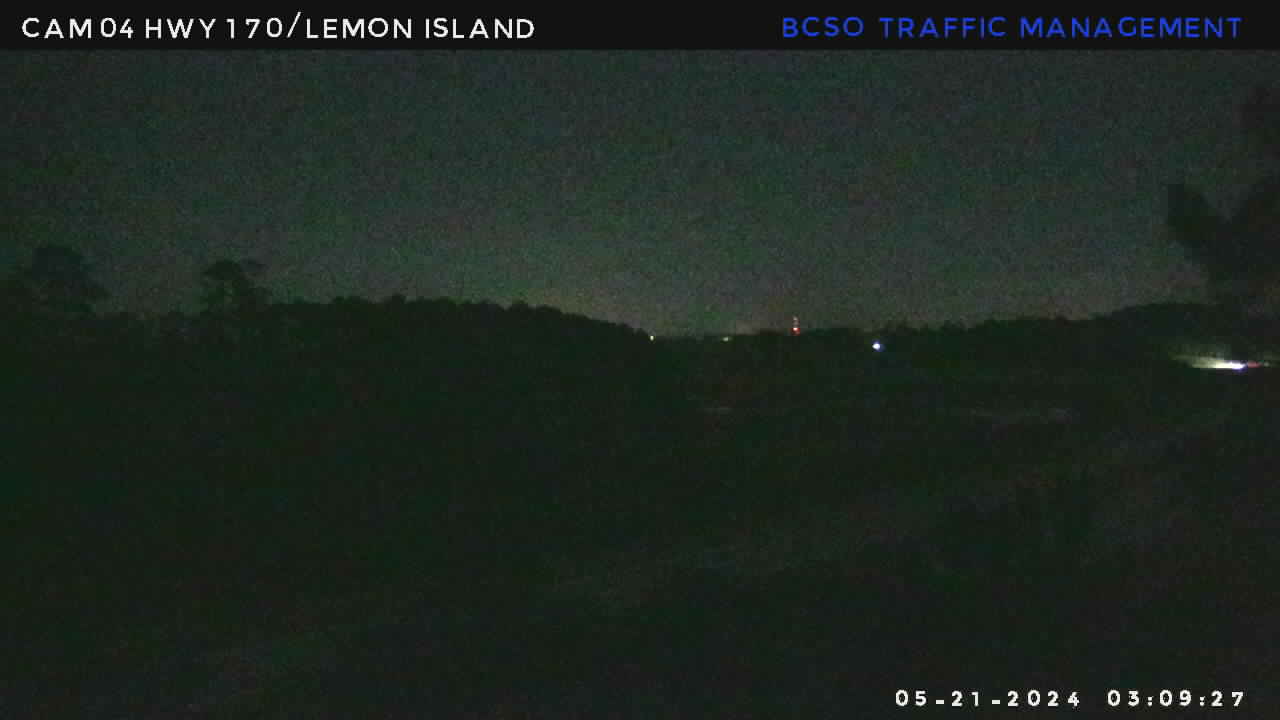 CAM04 HWY 170/LEMON ISLAND
BCSO TRAFFIC MANAGEMENT
05-21-2024 03:09:27